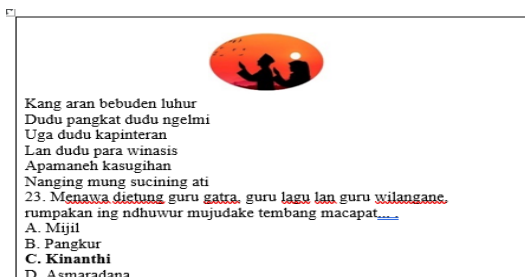 Kang aran bebuden luhur
Dudu pangkat dudu ngelmi
Uga dudu kapinteran
Lan dudu para winasis
Apamaneh kasugihan
Nanging mung sucining ati
23. Menawa dietung guru gatra, guru lagu lan guru wilangane,
rumpakan ing ndhuwur mujudake tembang macapat... .
A. Mijil
B. Pangkur
C. Kinanthi
D. Asmaradana